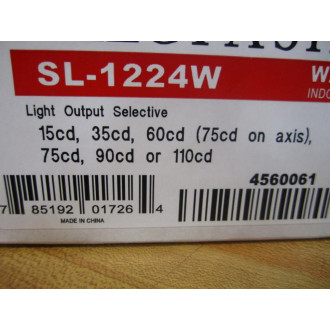 SL-1224W
INDO
Light Output Selective
15cd, 35cd, 60cd (75cd on axis),
75cd, 90cd or 110cd
4560061
7 85192 01726 4
MADE IN CHINA